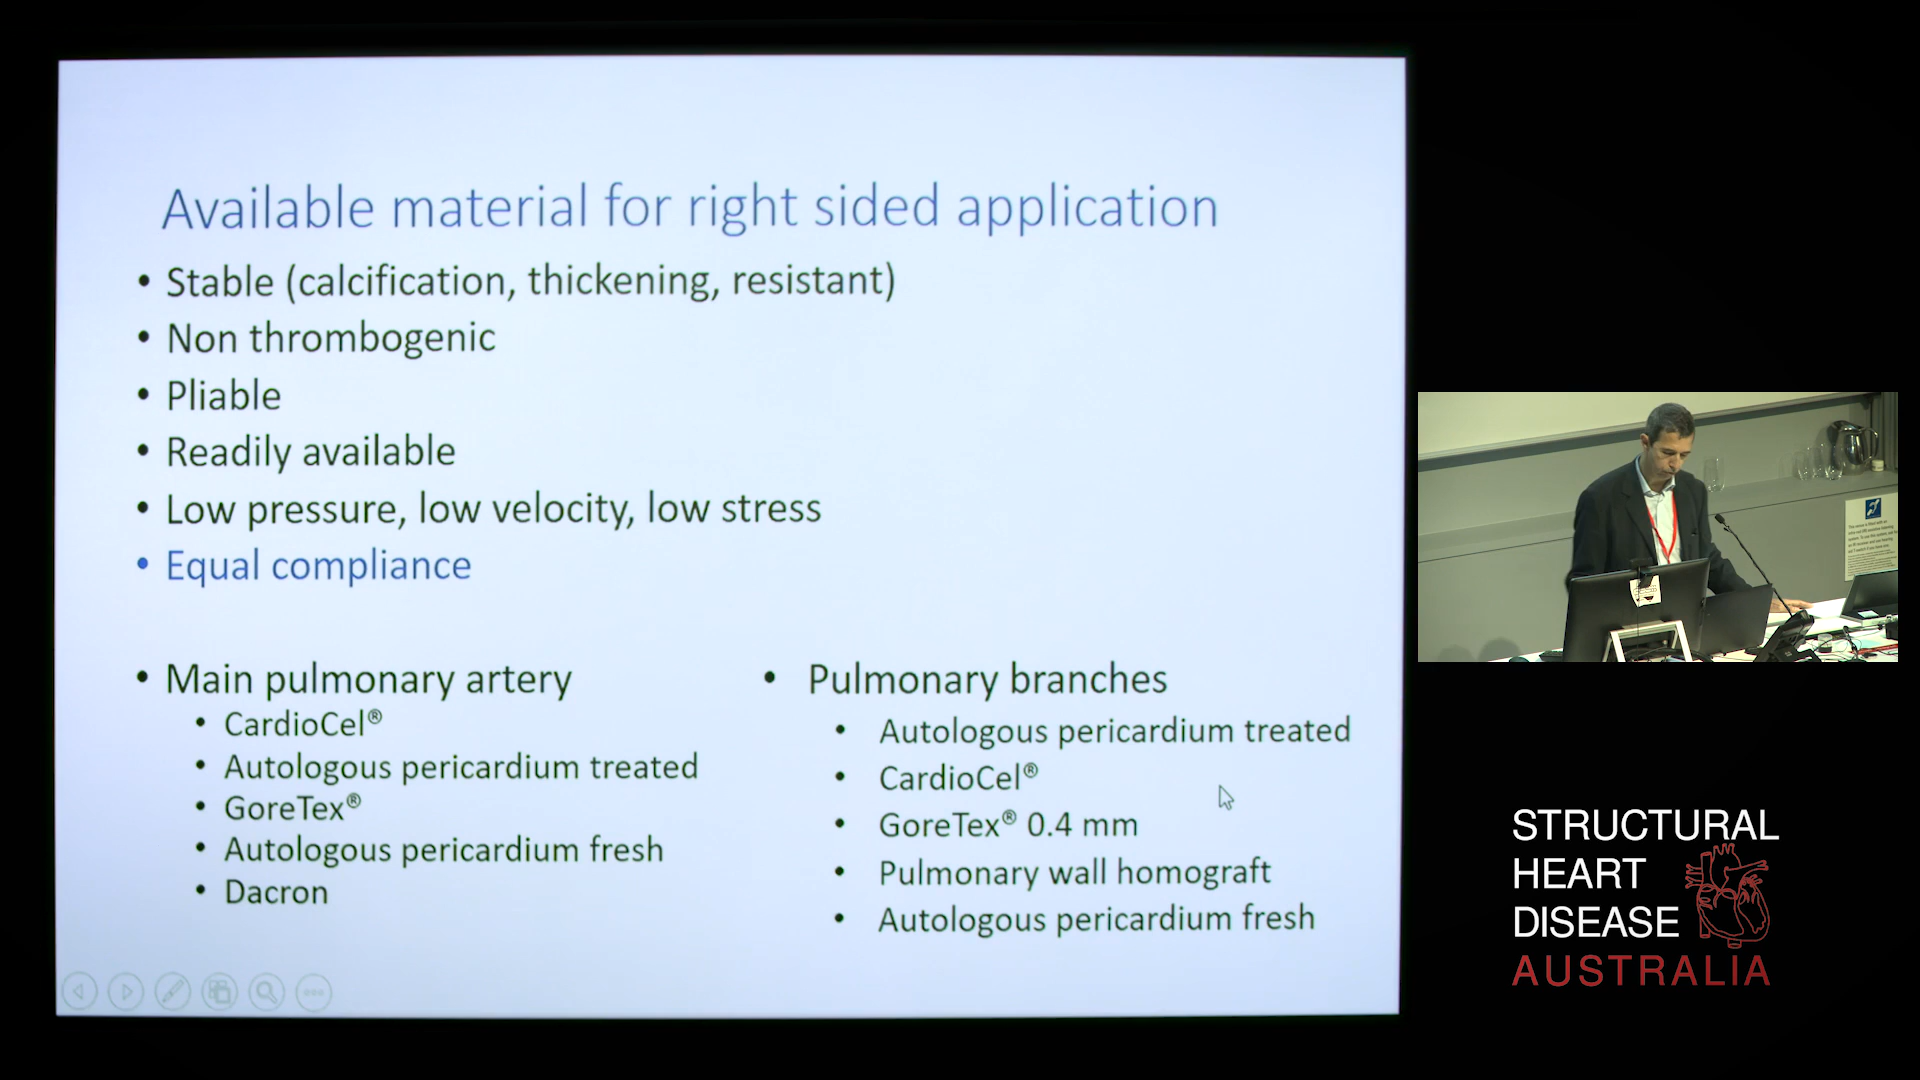 Available material for right sided application
• Stable (calcification, thickening, resistant)
• Non thrombogenic
• Pliable
• Readily available
• Low pressure, low velocity, low stress
• Equal compliance
• Main pulmonary artery
• CardioCel®
• Autologous pericardium treated
• GoreTex®
• Autologous pericardium fresh
• Dacron
• Pulmonary branches
• Autologous pericardium treated
• CardioCel®
• GoreTex® 0.4 mm
• Pulmonary wall homograft
• Autologous pericardium fresh
STRUCTURAL
HEART
DISEASE
AUSTRALIA